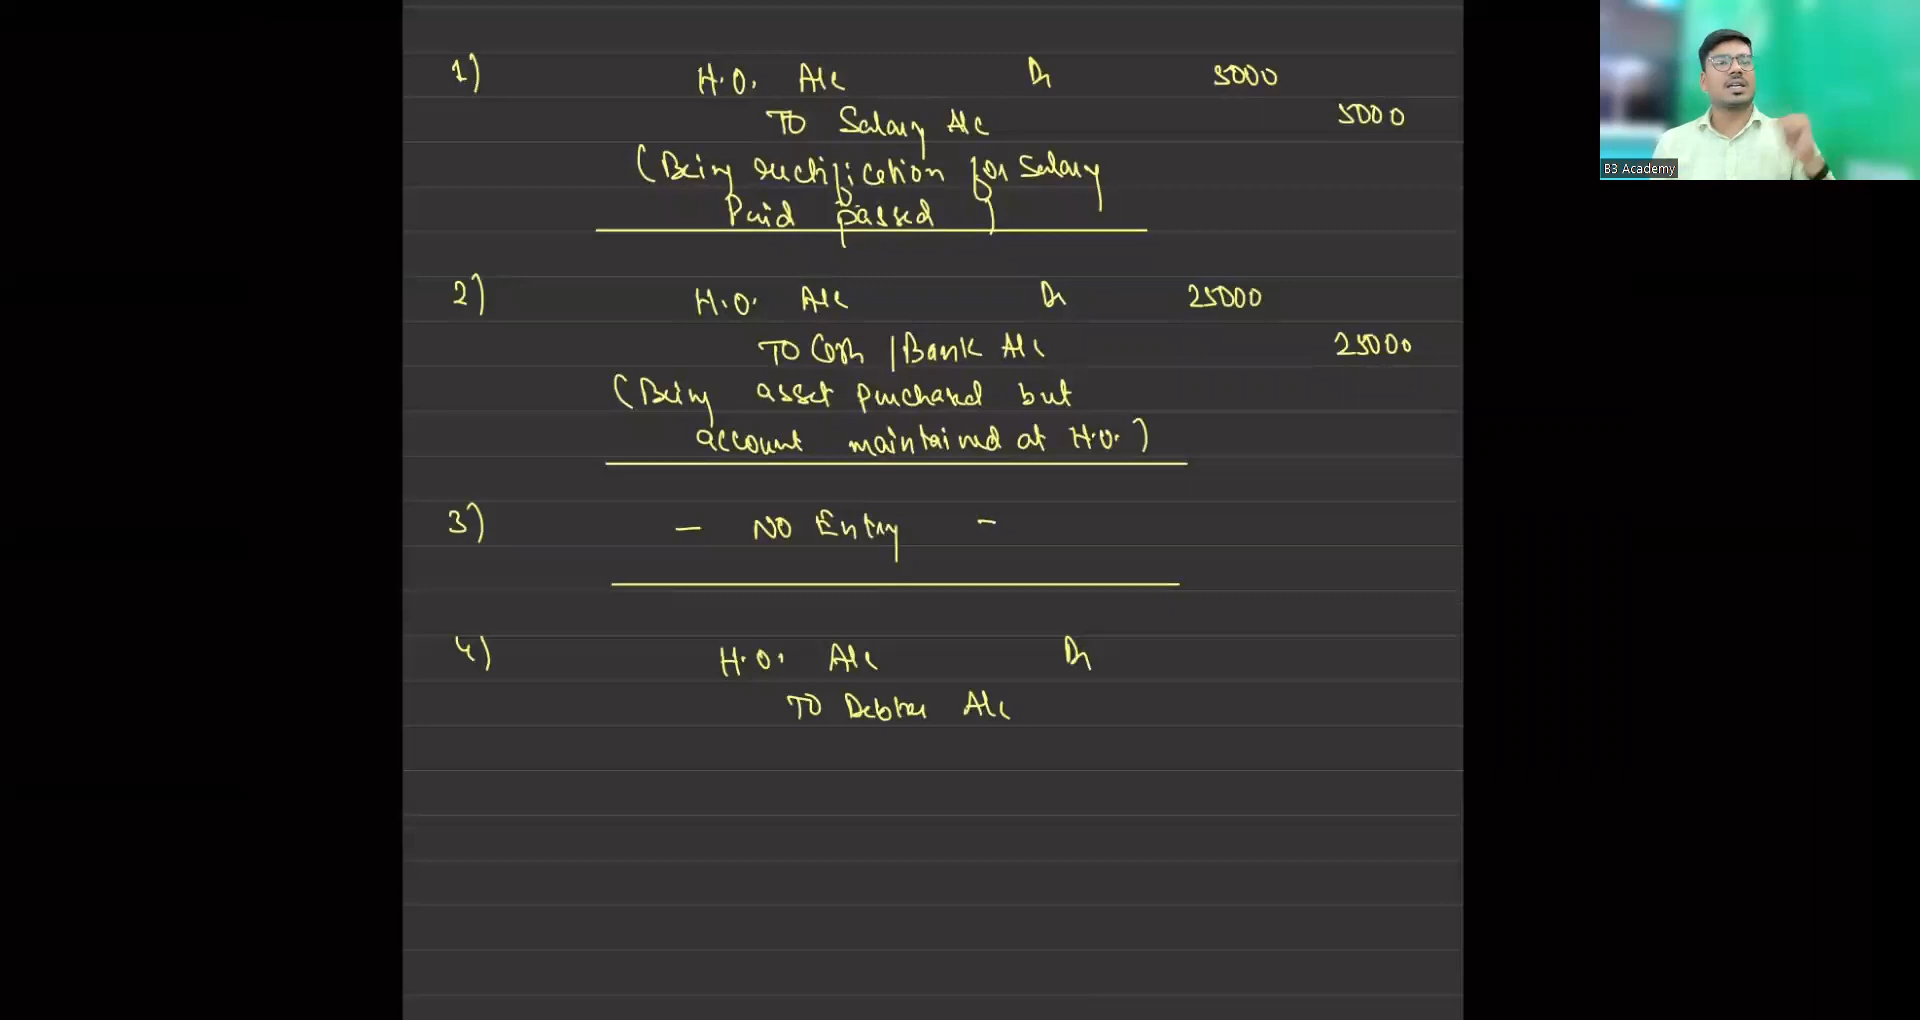 1) H.O. A/c Dr 5000
TO Salary A/c 5000
(Being rectification for Salary
Paid passed )
2) H.O. A/c Dr 25000
TO Cash / Bank A/c 25000
(Being asset purchased but
account maintained at H.O. )
3) - NO Entry -
4) H.O. A/c Dr
TO Debtor A/c
B3 Academy